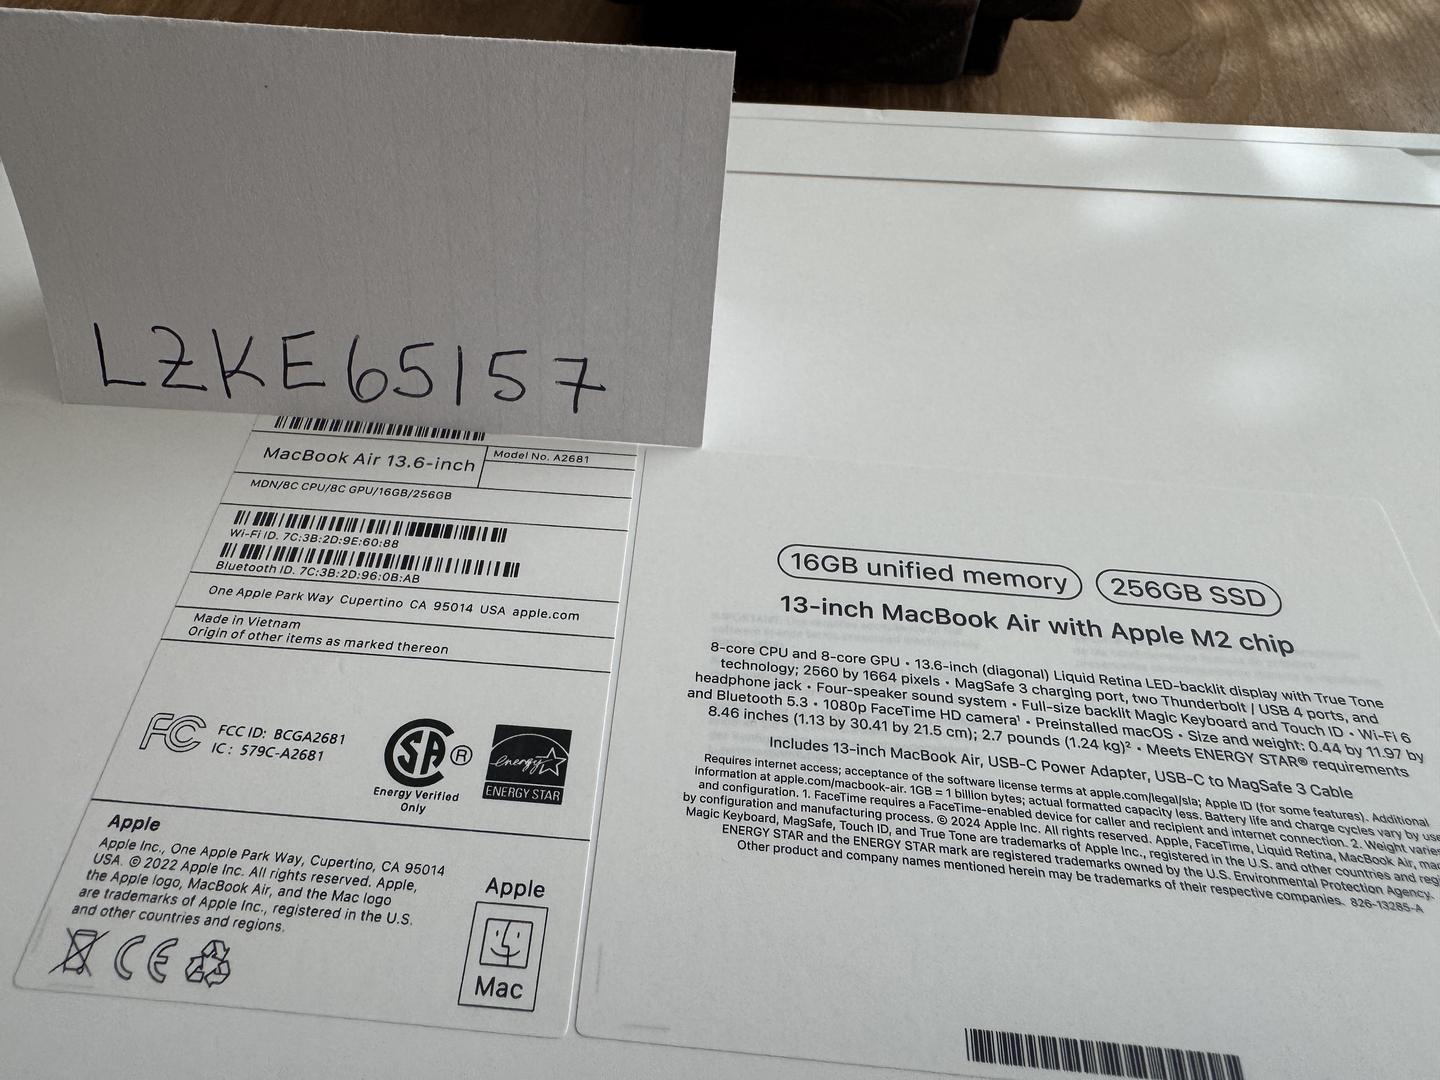 LZKE65157
MacBook Air 13.6-inch
Model No. A2681
MDN/8C CPU/8C GPU/16GB/256GB
Wi-Fi ID. 7C:3B:2D:9E:60:88
Bluetooth ID. 7C:3B:2D:96:0B:AB
One Apple Park Way Cupertino CA 95014 USA apple.com
Made in Vietnam
Origin of other items as marked thereon
FC
FCC ID: BCGA2681
IC: 579C-A2681
SA ®
Energy Verified
Only
energy
ENERGY STAR
Apple
Apple Inc., One Apple Park Way, Cupertino, CA 95014
USA. © 2022 Apple Inc. All rights reserved. Apple,
the Apple logo, MacBook Air, and the Mac logo
are trademarks of Apple Inc., registered in the U.S.
and other countries and regions.
CE
Apple
Mac
16GB unified memory 256GB SSD
13-inch MacBook Air with Apple M2 chip
8-core CPU and 8-core GPU • 13.6-inch (diagonal) Liquid Retina LED-backlit display with True Tone
technology; 2560 by 1664 pixels • MagSafe 3 charging port, two Thunderbolt / USB 4 ports, and
headphone jack • Four-speaker sound system • Full-size backlit Magic Keyboard and Touch ID • Wi-Fi 6
and Bluetooth 5.3 • 1080p FaceTime HD camera¹ • Preinstalled macOS • Size and weight: 0.44 by 11.97 by
8.46 inches (1.13 by 30.41 by 21.5 cm); 2.7 pounds (1.24 kg)² • Meets ENERGY STAR® requirements
Includes 13-inch MacBook Air, USB-C Power Adapter, USB-C to MagSafe 3 Cable
Requires internet access; acceptance of the software license terms at apple.com/legal/sla; Apple ID (for some features). Additional
information at apple.com/macbook-air. 1GB = 1 billion bytes; actual formatted capacity less. Battery life and charge cycles vary by use
and configuration. 1. FaceTime requires a FaceTime-enabled device for caller and recipient and internet connection. 2. Weight varies
by configuration and manufacturing process. © 2024 Apple Inc. All rights reserved. Apple, FaceTime, Liquid Retina, MacBook Air,
Magic Keyboard, MagSafe, Touch ID, and True Tone are trademarks of Apple Inc., registered in the U.S. and other countries and
ENERGY STAR and the ENERGY STAR mark are registered trademarks owned by the U.S. Environmental Protection Agency.
Other product and company names mentioned herein may be trademarks of their respective companies. 826-13285-A